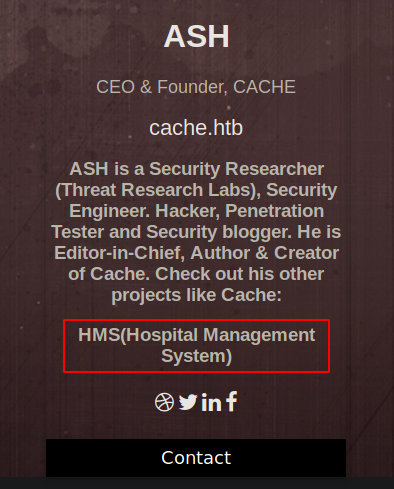 ASH
CEO & Founder, CACHE
cache.htb
ASH is a Security Researcher
(Threat Research Labs), Security
Engineer. Hacker, Penetration
Tester and Security blogger. He is
Editor-in-Chief, Author & Creator
of Cache. Check out his other
projects like Cache:
HMS(Hospital Management
System)
Contact